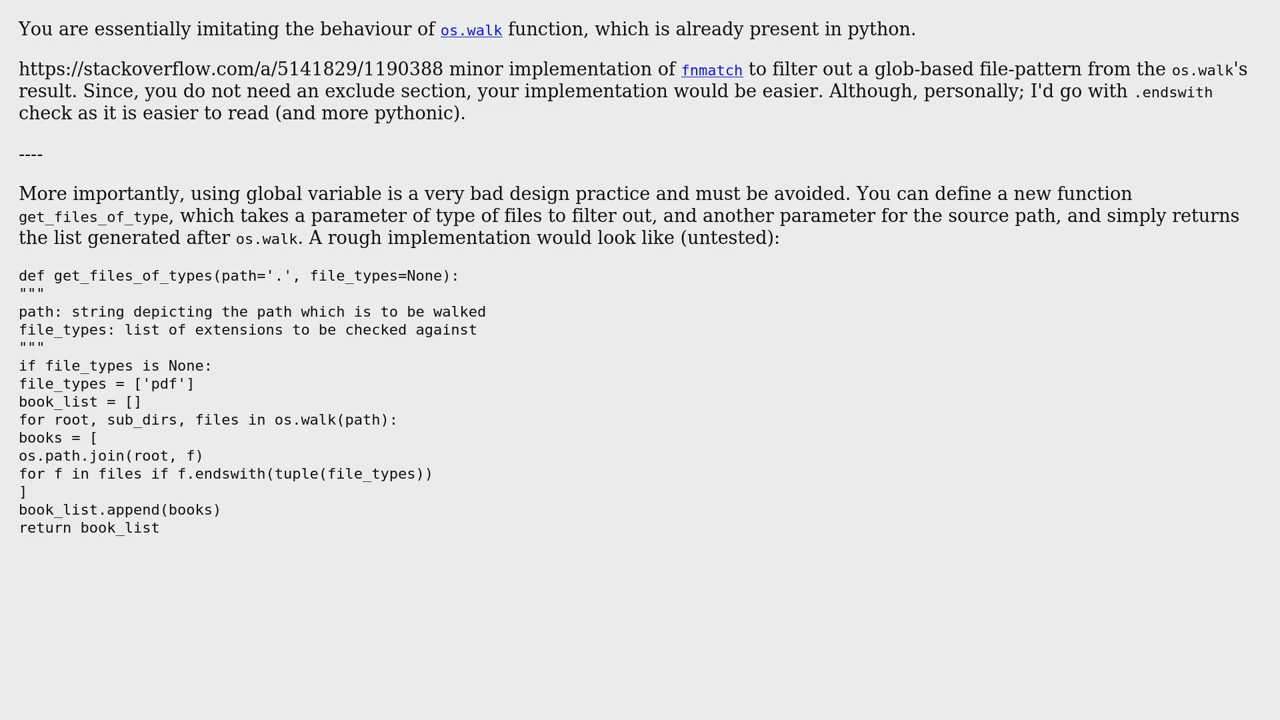 You are essentially imitating the behaviour of os.walk function, which is already present in python.
https://stackoverflow.com/a/5141829/1190388 minor implementation of fnmatch to filter out a glob-based file-pattern from the os.walk's
result. Since, you do not need an exclude section, your implementation would be easier. Although, personally; I'd go with .endswith
check as it is easier to read (and more pythonic).
----
More importantly, using global variable is a very bad design practice and must be avoided. You can define a new function
get_files_of_type, which takes a parameter of type of files to filter out, and another parameter for the source path, and simply returns
the list generated after os.walk. A rough implementation would look like (untested):
def get_files_of_types(path='.', file_types=None):
"""
path: string depicting the path which is to be walked
file_types: list of extensions to be checked against
"""
if file_types is None:
file_types = ['pdf']
book_list = []
for root, sub_dirs, files in os.walk(path):
books = [
os.path.join(root, f)
for f in files if f.endswith(tuple(file_types))
]
book_list.append(books)
return book_list